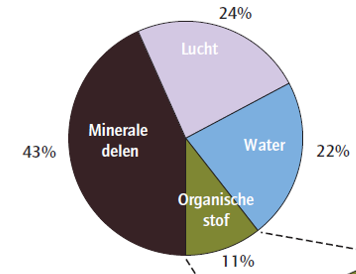 24%
Lucht
Minerale
delen
43%
Water
22%
Organische
stof
11%